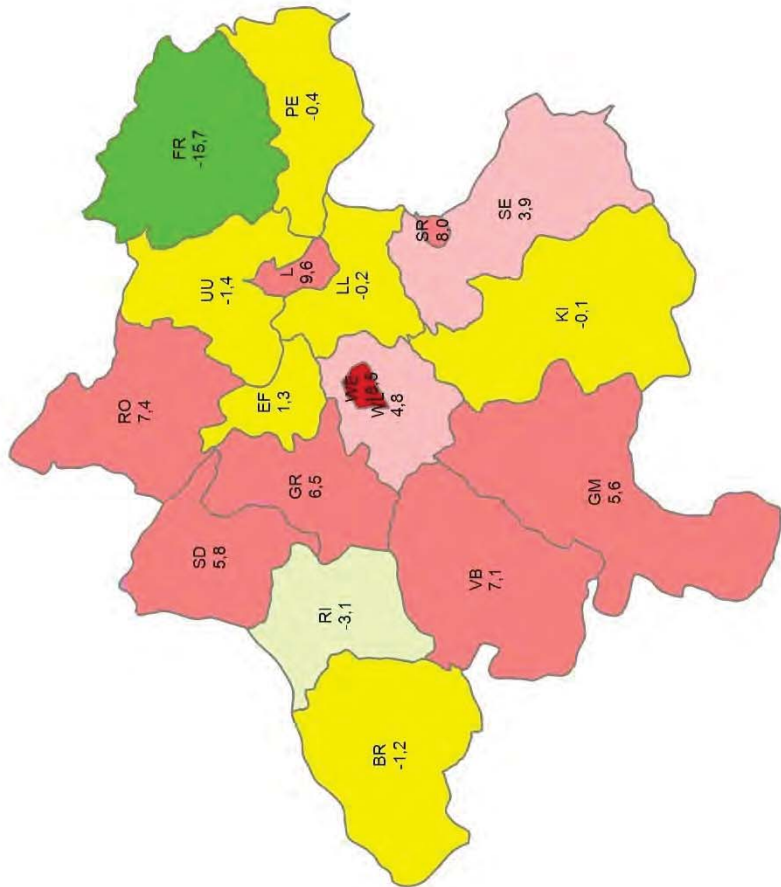 BR
-1,2
RI
-3,1
SD
5,8
VB
7,1
GR
6,5
RO
7,4
EF
1,3
WE
WL
4,8
GM
5,6
UU
-1,4
L
9,6
LL
-0,2
KI
-0,1
FR
-15,7
PE
-0,4
SR
8,0
SE
3,9